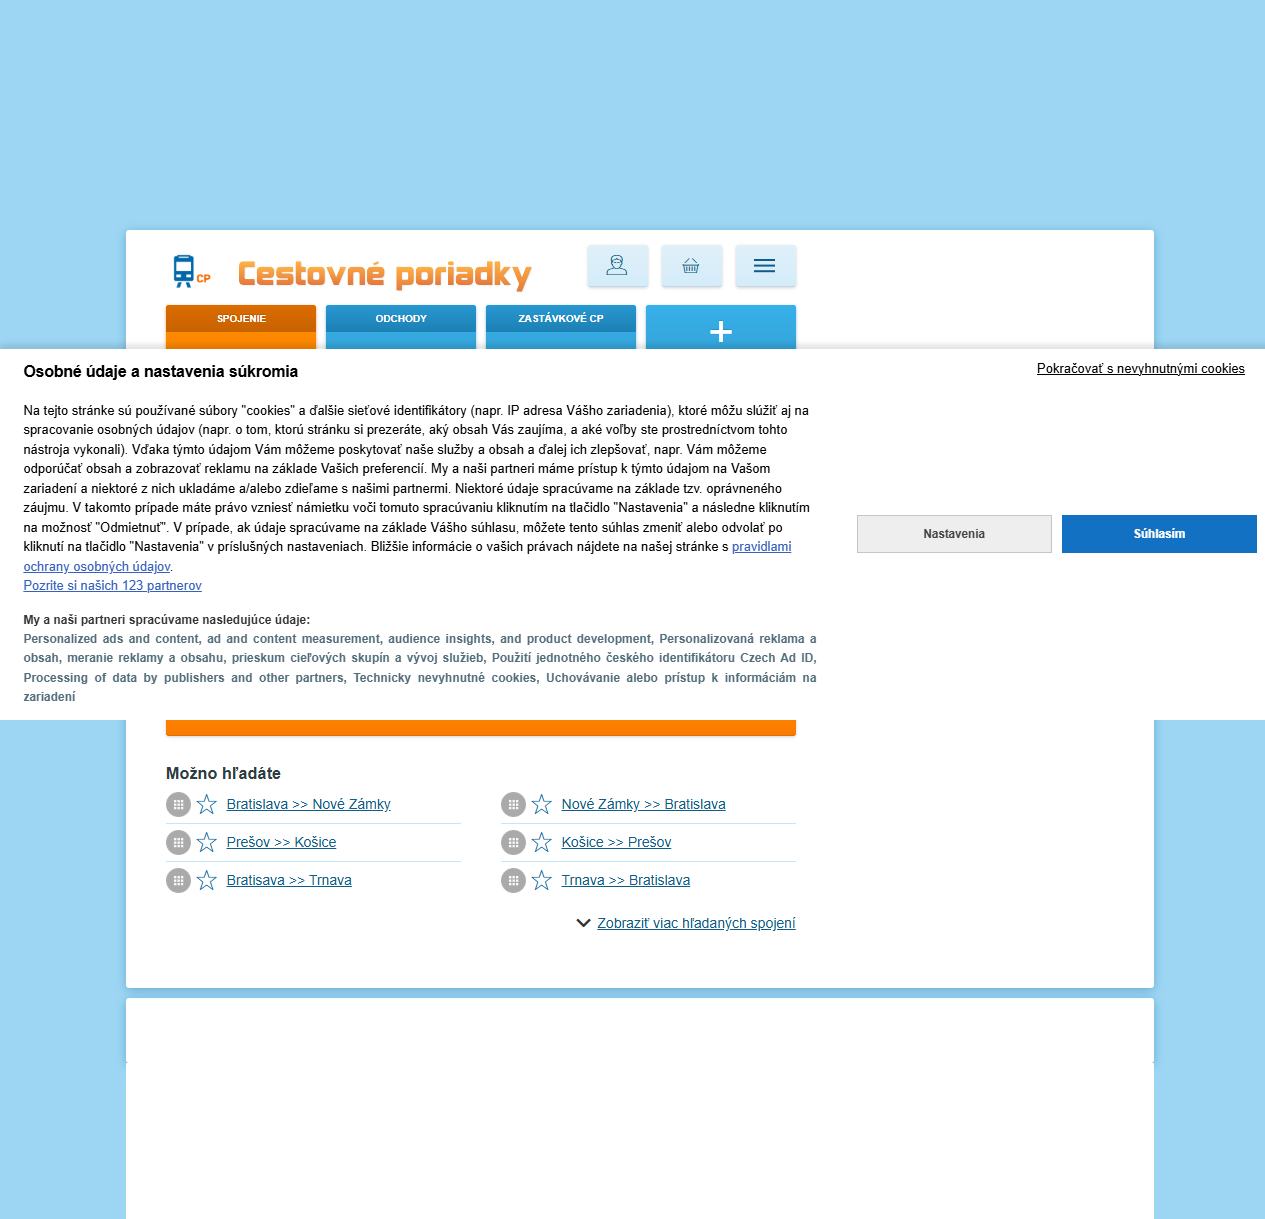 CP
Cestovné poriadky
SPOJENIE
ODCHODY
ZASTÁVKOVÉ CP
+
Osobné údaje a nastavenia súkromia
Pokračovať s nevyhnutnými cookies
Na tejto stránke sú používané súbory "cookies" a ďalšie sieťové identifikátory (napr. IP adresa Vášho zariadenia), ktoré môžu slúžiť aj na
spracovanie osobných údajov (napr. o tom, ktorú stránku si prezeráte, aký obsah Vás zaujíma, a aké voľby ste prostredníctvom tohto
nástroja vykonali). Vďaka týmto údajom Vám môžeme poskytovať naše služby a obsah a ďalej ich zlepšovať, napr. Vám môžeme
odporúčať obsah a zobrazovať reklamu na základe Vašich preferencií. My a naši partneri máme prístup k týmto údajom na Vašom
zariadení a niektoré z nich ukladáme a/alebo zdieľame s našimi partnermi. Niektoré údaje spracúvame na základe tzv. oprávneného
záujmu. V takomto prípade máte právo vzniesť námietku voči tomuto spracúvaniu kliknutím na tlačidlo "Nastavenia" a následne kliknutím
na možnosť "Odmietnuť". V prípade, ak údaje spracúvame na základe Vášho súhlasu, môžete tento súhlas zmeniť alebo odvolať po
kliknutí na tlačidlo "Nastavenia" v príslušných nastaveniach. Bližšie informácie o vašich právach nájdete na našej stránke s pravidlami
ochrany osobných údajov.
Pozrite si našich 123 partnerov
Nastavenia
Súhlasím
My a naši partneri spracúvame nasledujúce údaje:
Personalized ads and content, ad and content measurement, audience insights, and product development, Personalizovaná reklama a
obsah, meranie reklamy a obsahu, prieskum cieľových skupín a vývoj služieb, Použití jednotného českého identifikátoru Czech Ad ID,
Processing of data by publishers and other partners, Technicky nevyhnutné cookies, Uchovávanie alebo prístup k informáciám na
zariadení
Možno hľadáte
Bratislava >> Nové Zámky
Nové Zámky >> Bratislava
Prešov >> Košice
Košice >> Prešov
Bratisava >> Trnava
Trnava >> Bratislava
Zobraziť viac hľadaných spojení